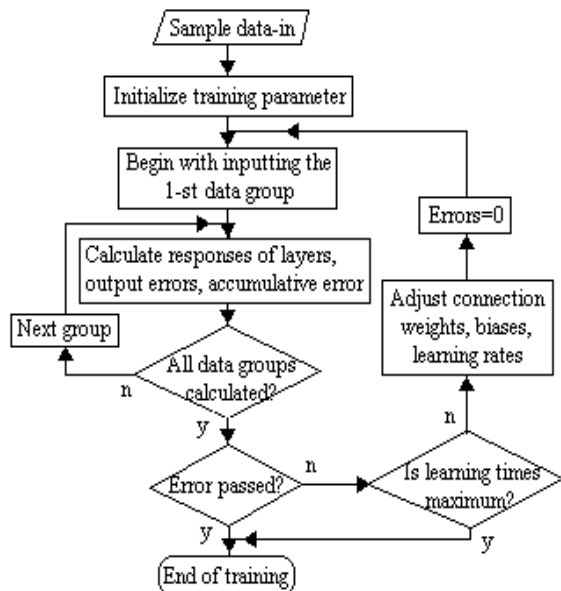 Sample data-in
Initialize training parameter
Begin with inputting the
1-st data group
Errors=0
Calculate responses of layers,
output errors, accumulative error
Adjust connection
weights, biases,
learning rates
Next group
All data groups
calculated?
n
y
n
Error passed?
n
Is learning times
maximum?
y
y
End of training